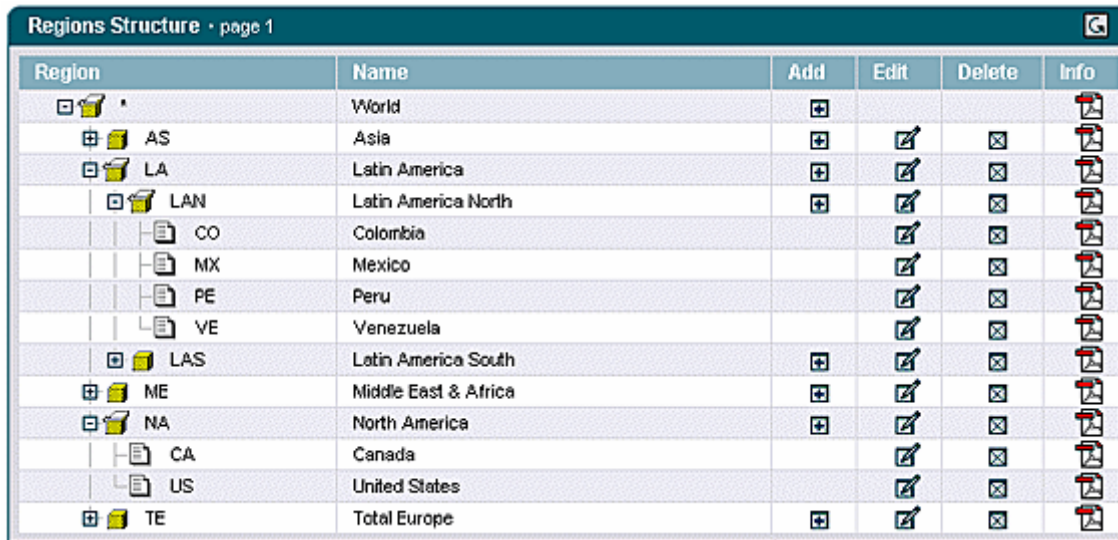 Regions Structure · page 1
Region Name Add Edit Delete Info
* World
AS Asia
LA Latin America
LAN Latin America North
CO Colombia
MX Mexico
PE Peru
VE Venezuela
LAS Latin America South
ME Middle East & Africa
NA North America
CA Canada
US United States
TE Total Europe